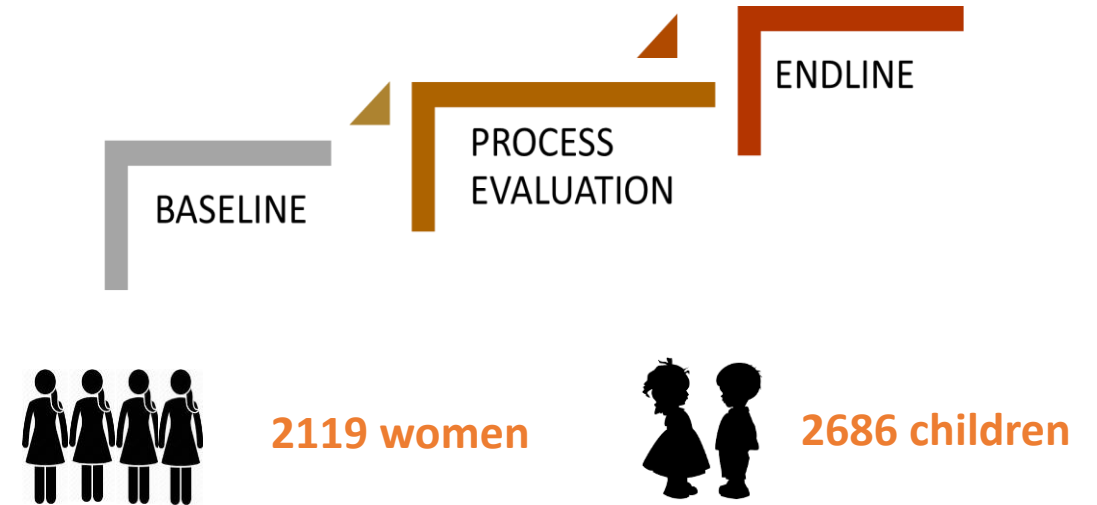 BASELINE
PROCESS
EVALUATION
ENDLINE
2119 women
2686 children